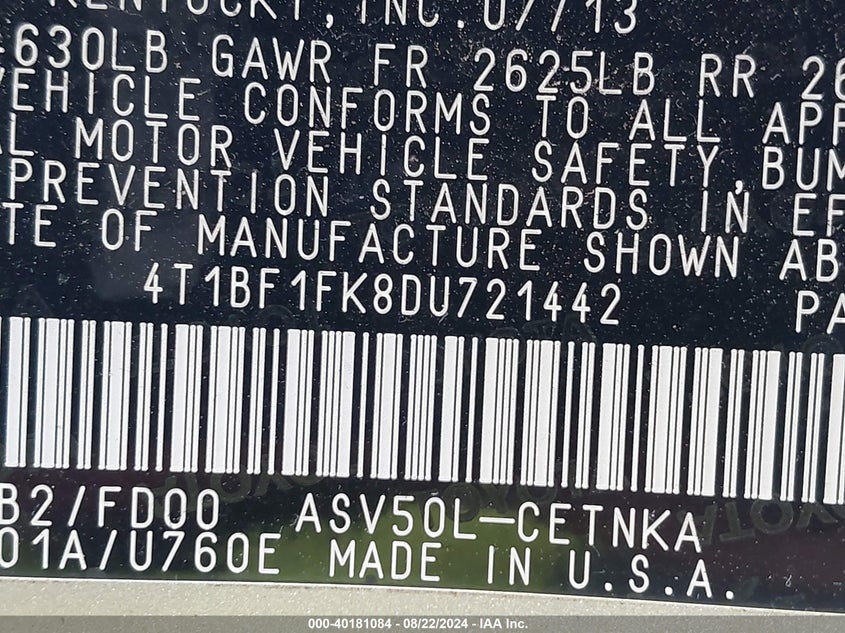 KENTUCKY, INC. 07/13
4630LB GAWR FR 2625LB RR 26
VEHICLE CONFORMS TO ALL APP
AL MOTOR VEHICLE SAFETY, BUM
PREVENTION STANDARDS IN EF
TE OF MANUFACTURE SHOWN AB
4T1BF1FK8DU721442 PA
B2/FD00 ASV50L-CETNKA
01A/U760E MADE IN U.S.A.
000-40181084 - 08/22/2024 - IAA Inc.